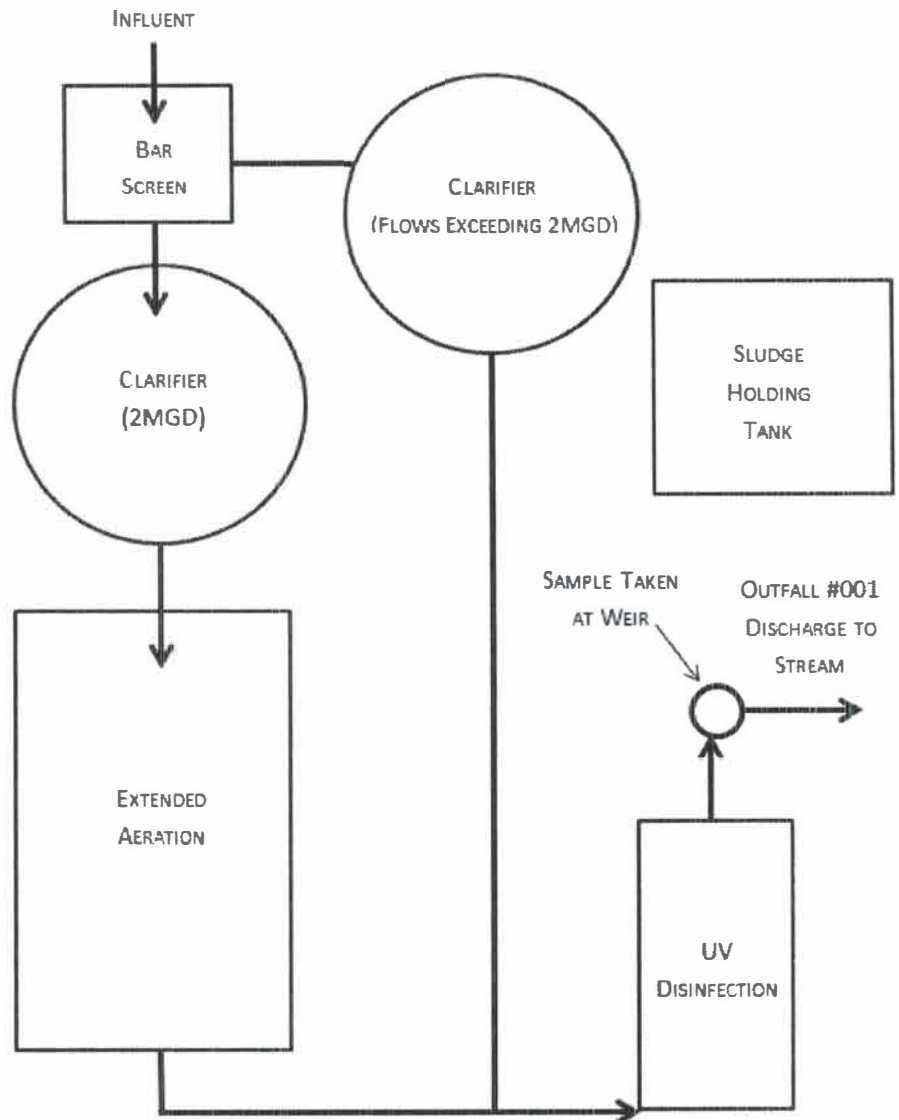 INFLUENT
BAR
SCREEN
CLARIFIER
(FLOWS EXCEEDING 2MGD)
CLARIFIER
(2MGD)
SLUDGE
HOLDING
TANK
SAMPLE TAKEN
AT WEIR
OUTFALL #001
DISCHARGE TO
STREAM
EXTENDED
AERATION
UV
DISINFECTION